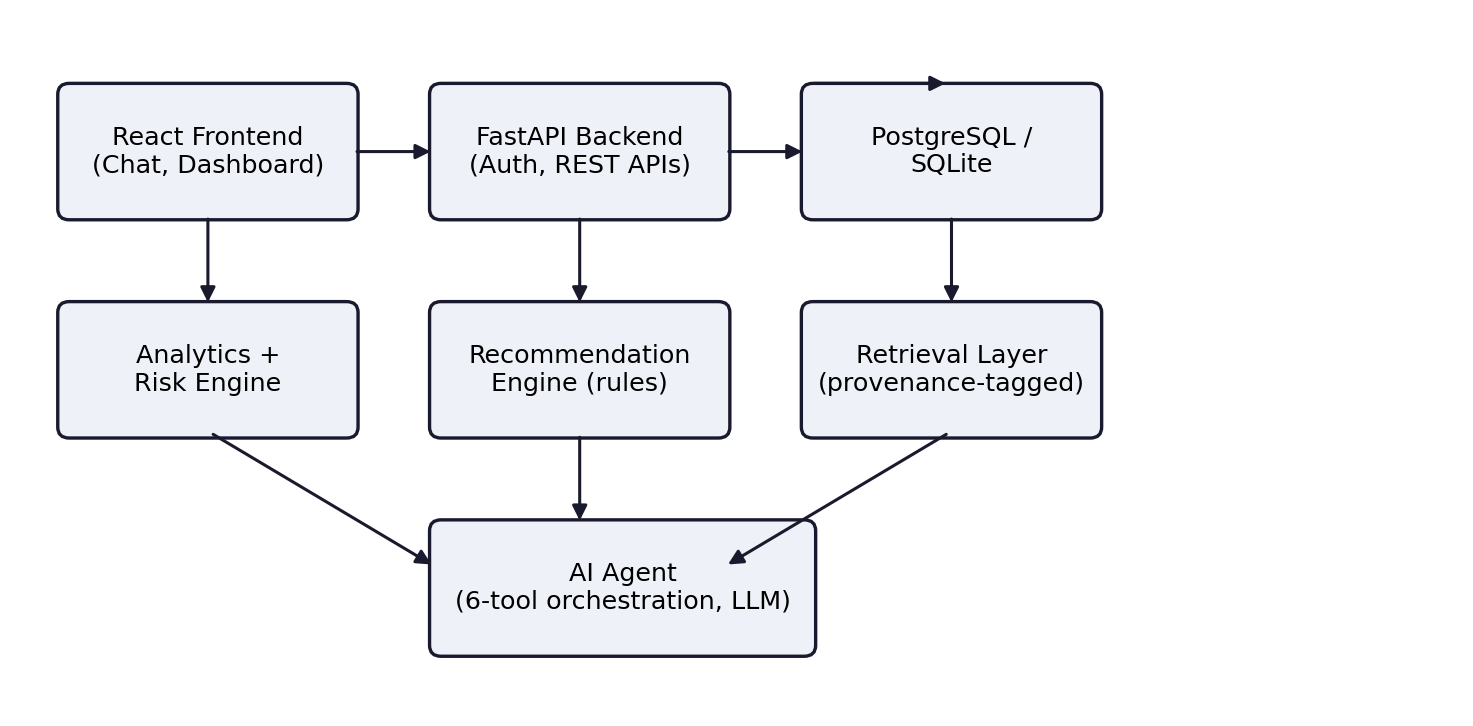 React Frontend
(Chat, Dashboard)
FastAPI Backend
(Auth, REST APIs)
PostgreSQL /
SQLite
Analytics +
Risk Engine
Recommendation
Engine (rules)
Retrieval Layer
(provenance-tagged)
AI Agent
(6-tool orchestration, LLM)